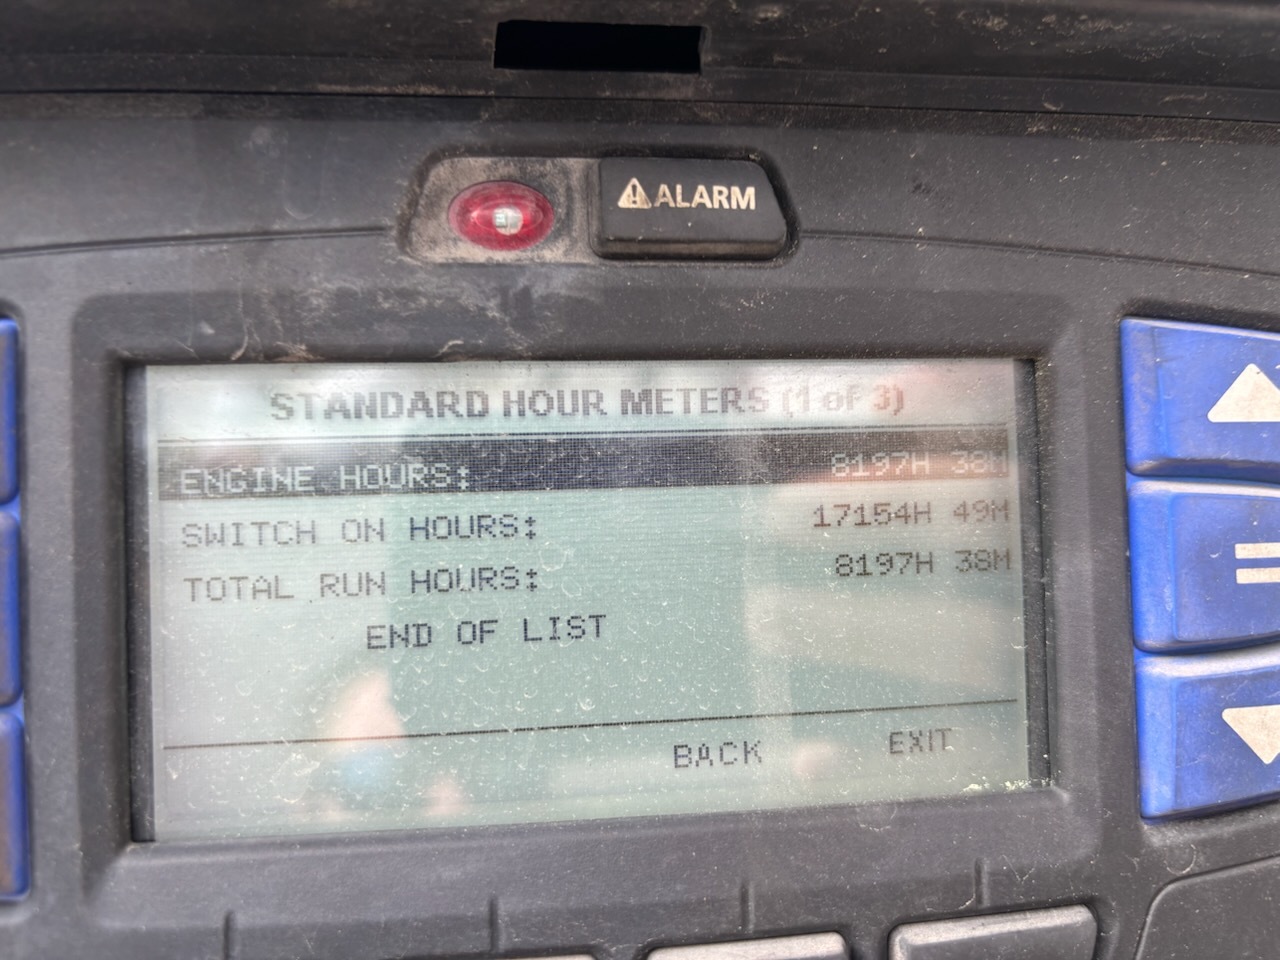 ALARM
STANDARD HOUR METERS (1 of 3)
ENGINE HOURS: 8197H 38M
SWITCH ON HOURS: 17154H 49M
TOTAL RUN HOURS: 8197H 38M
END OF LIST
BACK EXIT